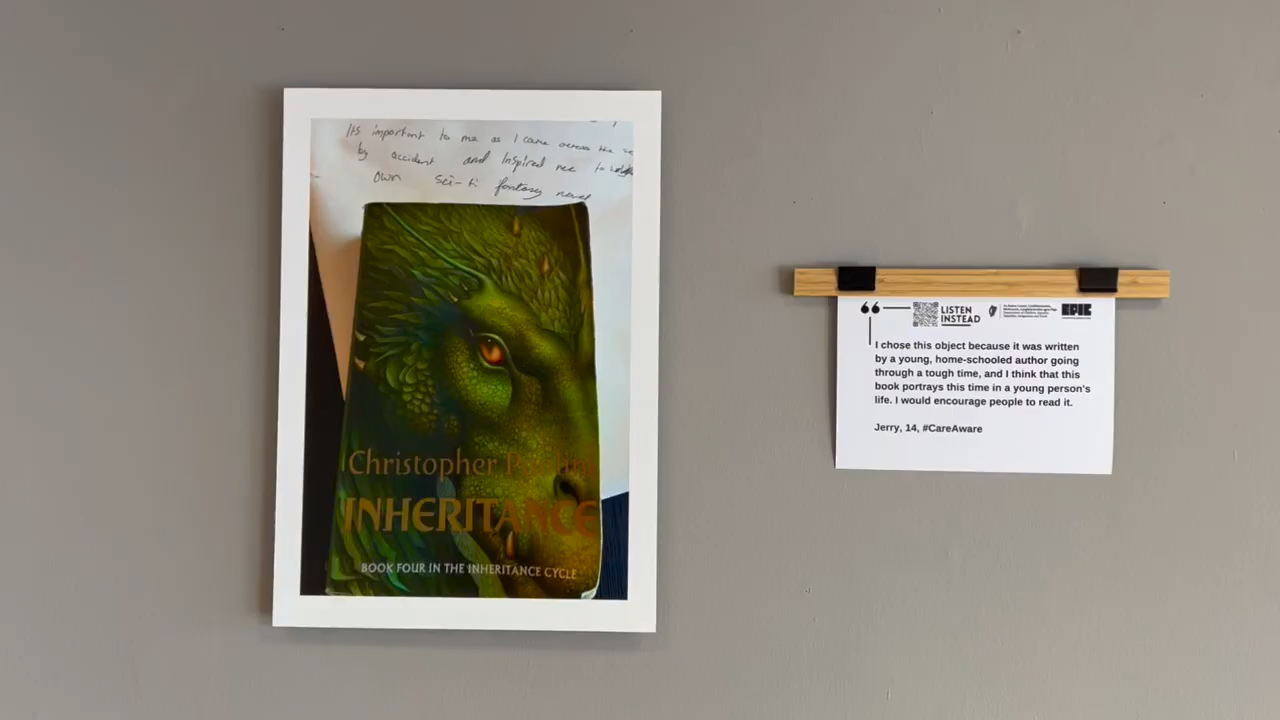 Its important to me as I came across the
by accident and Inspired me to
own sci-fi fantasy novel
Christopher Paolini
INHERITANCE
BOOK FOUR IN THE INHERITANCE CYCLE
LISTEN
INSTEAD
EPIC
I chose this object because it was written
by a young, home-schooled author going
through a tough time, and I think that this
book portrays this time in a young person's
life. I would encourage people to read it.
Jerry, 14, #CareAware